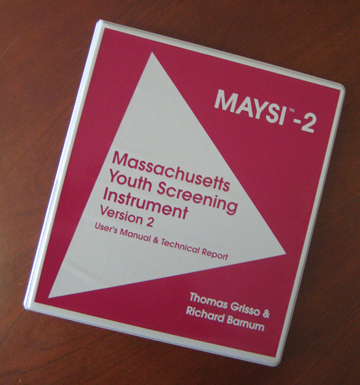 MAYSI™-2
Massachusetts
Youth Screening
Instrument
Version 2
User's Manual & Technical Report
Thomas Grisso &
Richard Barnum